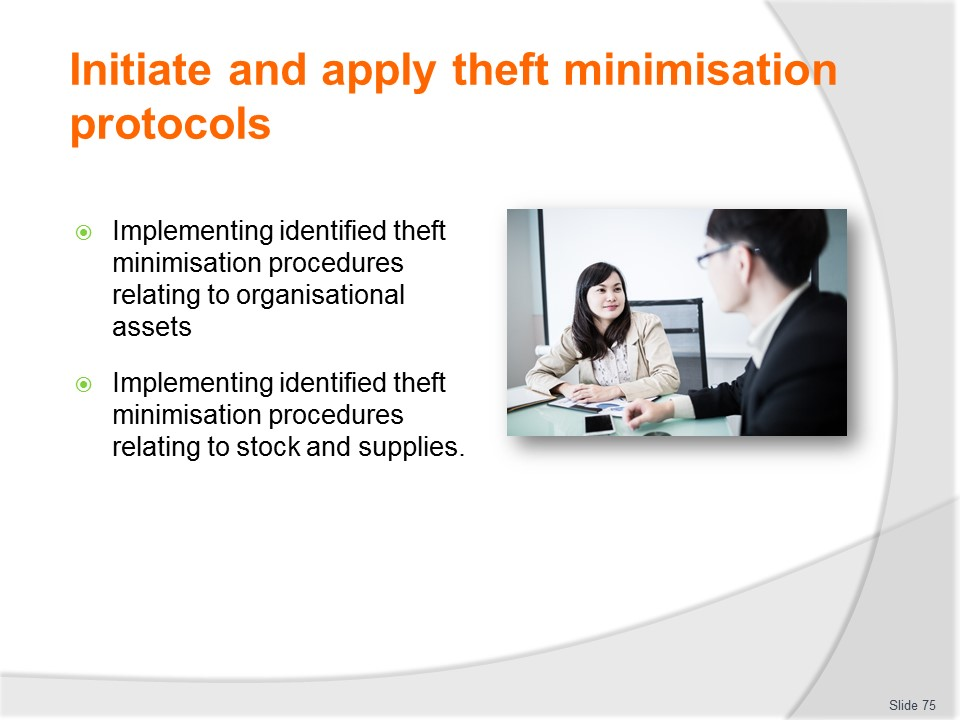 Initiate and apply theft minimisation
protocols
Implementing identified theft
minimisation procedures
relating to organisational
assets
Implementing identified theft
minimisation procedures
relating to stock and supplies.
Slide 75